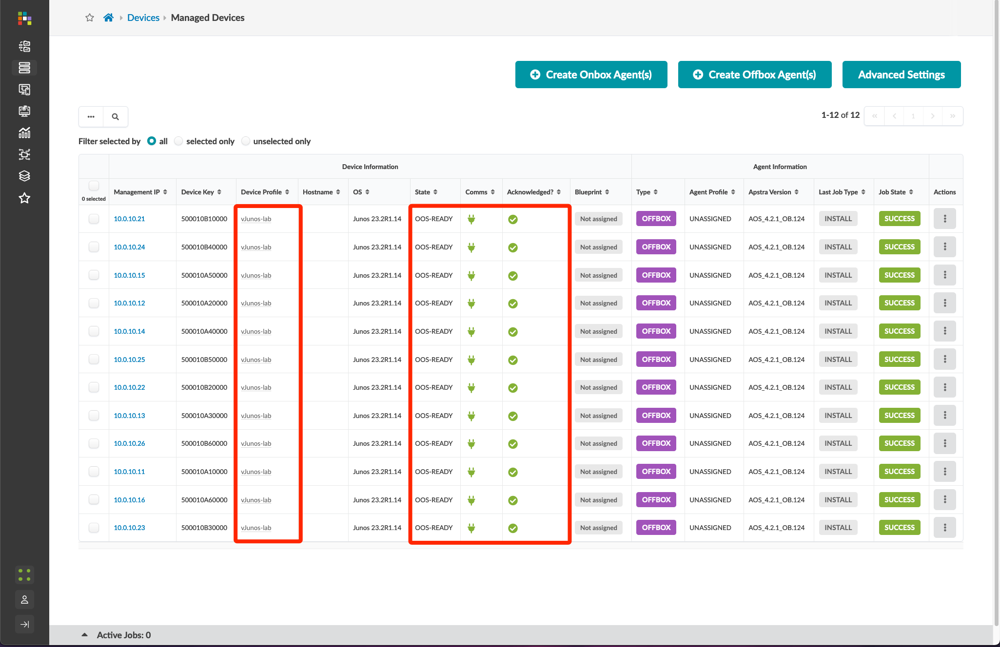 Devices Managed Devices
Create Onbox Agent(s) Create Offbox Agent(s) Advanced Settings
1-12 of 12 1
Filter selected by all selected only unselected only
Device Information Agent Information
0 selected Management IP Device Key Device Profile Hostname OS State Comms Acknowledged? Blueprint Type Agent Profile Apstra Version Last Job Type Job State Actions
10.0.10.21 500010B10000 vJunos-lab Junos 23.2R1.14 OOS-READY Not assigned OFFBOX UNASSIGNED AOS_4.2.1_OB.124 INSTALL SUCCESS
10.0.10.24 500010B40000 vJunos-lab Junos 23.2R1.14 OOS-READY Not assigned OFFBOX UNASSIGNED AOS_4.2.1_OB.124 INSTALL SUCCESS
10.0.10.15 500010A50000 vJunos-lab Junos 23.2R1.14 OOS-READY Not assigned OFFBOX UNASSIGNED AOS_4.2.1_OB.124 INSTALL SUCCESS
10.0.10.12 500010A20000 vJunos-lab Junos 23.2R1.14 OOS-READY Not assigned OFFBOX UNASSIGNED AOS_4.2.1_OB.124 INSTALL SUCCESS
10.0.10.14 500010A40000 vJunos-lab Junos 23.2R1.14 OOS-READY Not assigned OFFBOX UNASSIGNED AOS_4.2.1_OB.124 INSTALL SUCCESS
10.0.10.25 500010B50000 vJunos-lab Junos 23.2R1.14 OOS-READY Not assigned OFFBOX UNASSIGNED AOS_4.2.1_OB.124 INSTALL SUCCESS
10.0.10.22 500010B20000 vJunos-lab Junos 23.2R1.14 OOS-READY Not assigned OFFBOX UNASSIGNED AOS_4.2.1_OB.124 INSTALL SUCCESS
10.0.10.13 500010A30000 vJunos-lab Junos 23.2R1.14 OOS-READY Not assigned OFFBOX UNASSIGNED AOS_4.2.1_OB.124 INSTALL SUCCESS
10.0.10.26 500010B60000 vJunos-lab Junos 23.2R1.14 OOS-READY Not assigned OFFBOX UNASSIGNED AOS_4.2.1_OB.124 INSTALL SUCCESS
10.0.10.11 500010A10000 vJunos-lab Junos 23.2R1.14 OOS-READY Not assigned OFFBOX UNASSIGNED AOS_4.2.1_OB.124 INSTALL SUCCESS
10.0.10.16 500010A60000 vJunos-lab Junos 23.2R1.14 OOS-READY Not assigned OFFBOX UNASSIGNED AOS_4.2.1_OB.124 INSTALL SUCCESS
10.0.10.23 500010B30000 vJunos-lab Junos 23.2R1.14 OOS-READY Not assigned OFFBOX UNASSIGNED AOS_4.2.1_OB.124 INSTALL SUCCESS
Active Jobs: 0